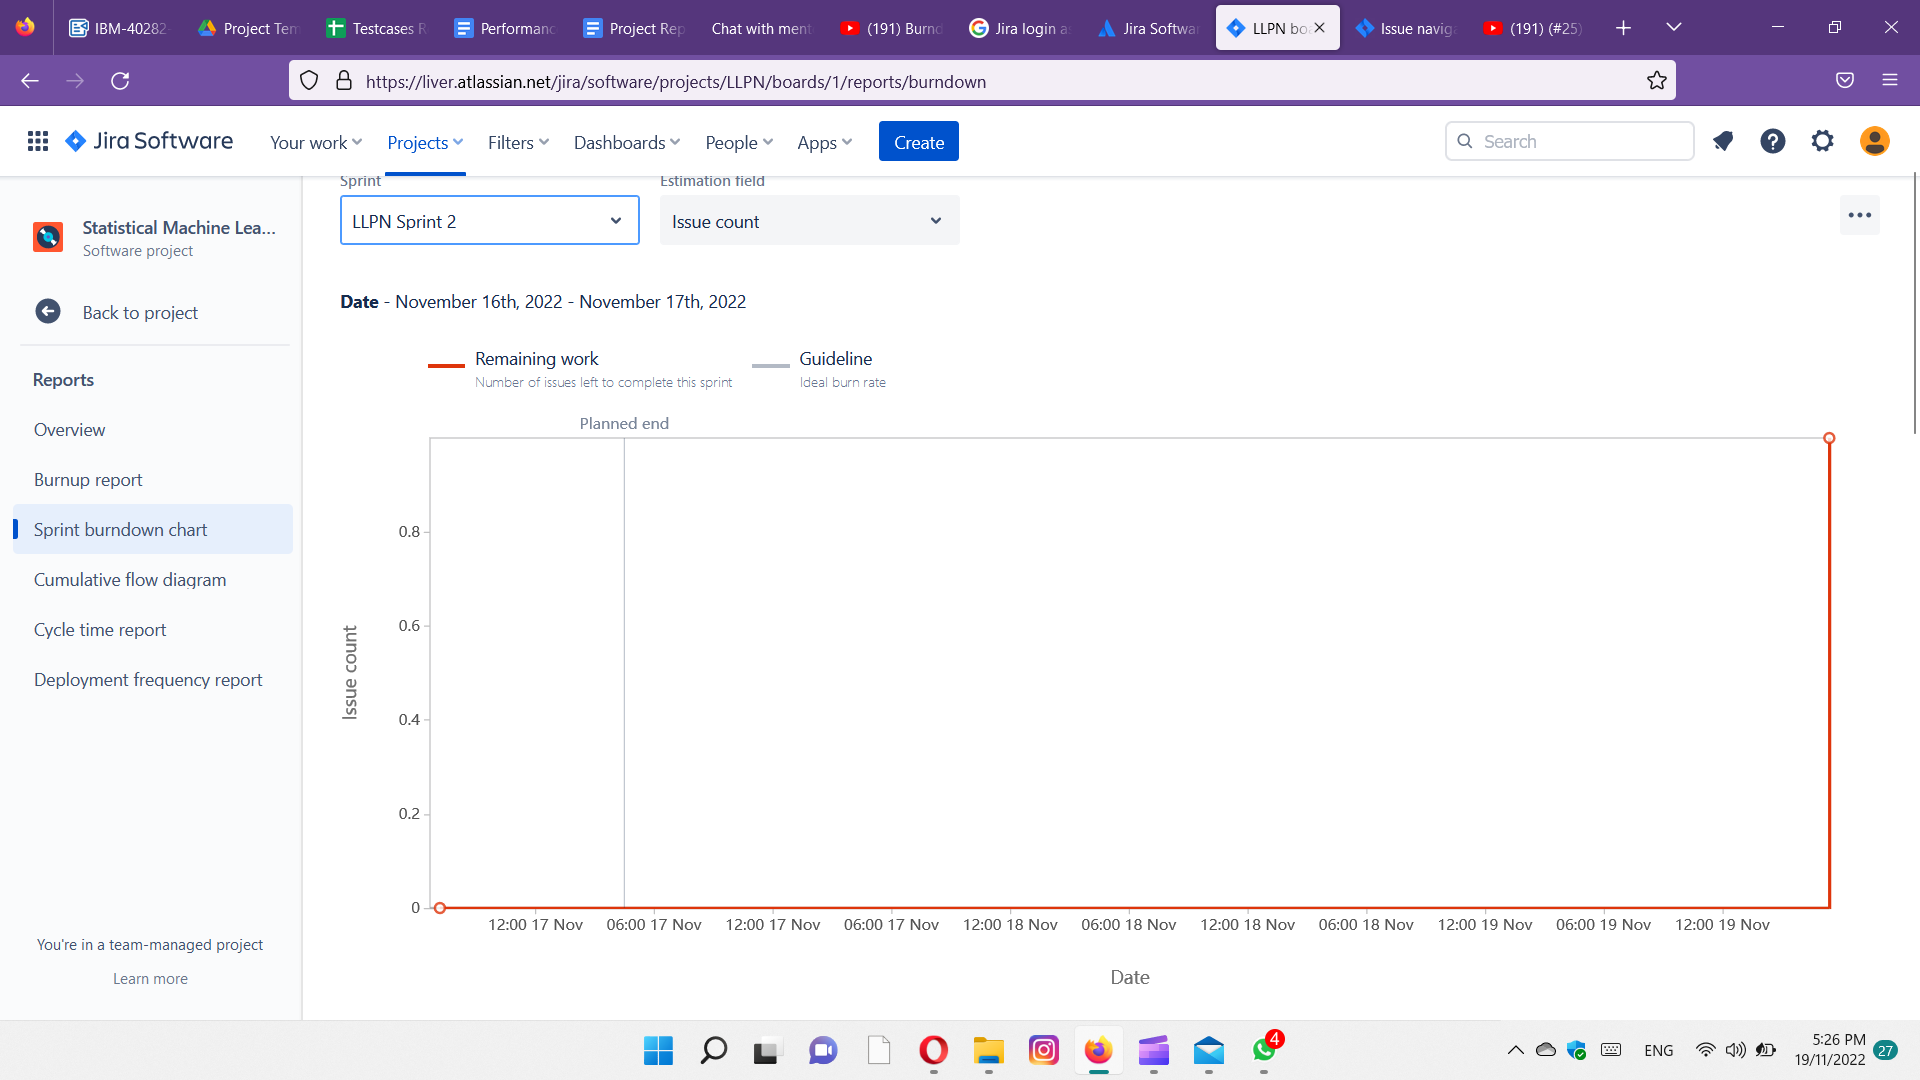 IBM-40282-
Project Tem
Testcases R
Performanc
Project Rep
Chat with ment
(191) Burnd
Jira login a
Jira Softwar
LLPN bo
Issue naviga
(191) (#25)
https://liver.atlassian.net/jira/software/projects/LLPN/boards/1/reports/burndown
Jira Software
Your work
Projects
Filters
Dashboards
People
Apps
Create
Search
Statistical Machine Lea...
Software project
Back to project
Reports
Overview
Burnup report
Sprint burndown chart
Cumulative flow diagram
Cycle time report
Deployment frequency report
You're in a team-managed project
Learn more
Sprint
Estimation field
LLPN Sprint 2
Issue count
Date - November 16th, 2022 - November 17th, 2022
Remaining work
Number of issues left to complete this sprint
Guideline
Ideal burn rate
Planned end
0.8
0.6
0.4
0.2
0
Issue count
12:00 17 Nov
06:00 17 Nov
12:00 17 Nov
06:00 17 Nov
12:00 18 Nov
06:00 18 Nov
12:00 18 Nov
06:00 18 Nov
12:00 19 Nov
06:00 19 Nov
12:00 19 Nov
Date
4
ENG
5:26 PM
19/11/2022
27